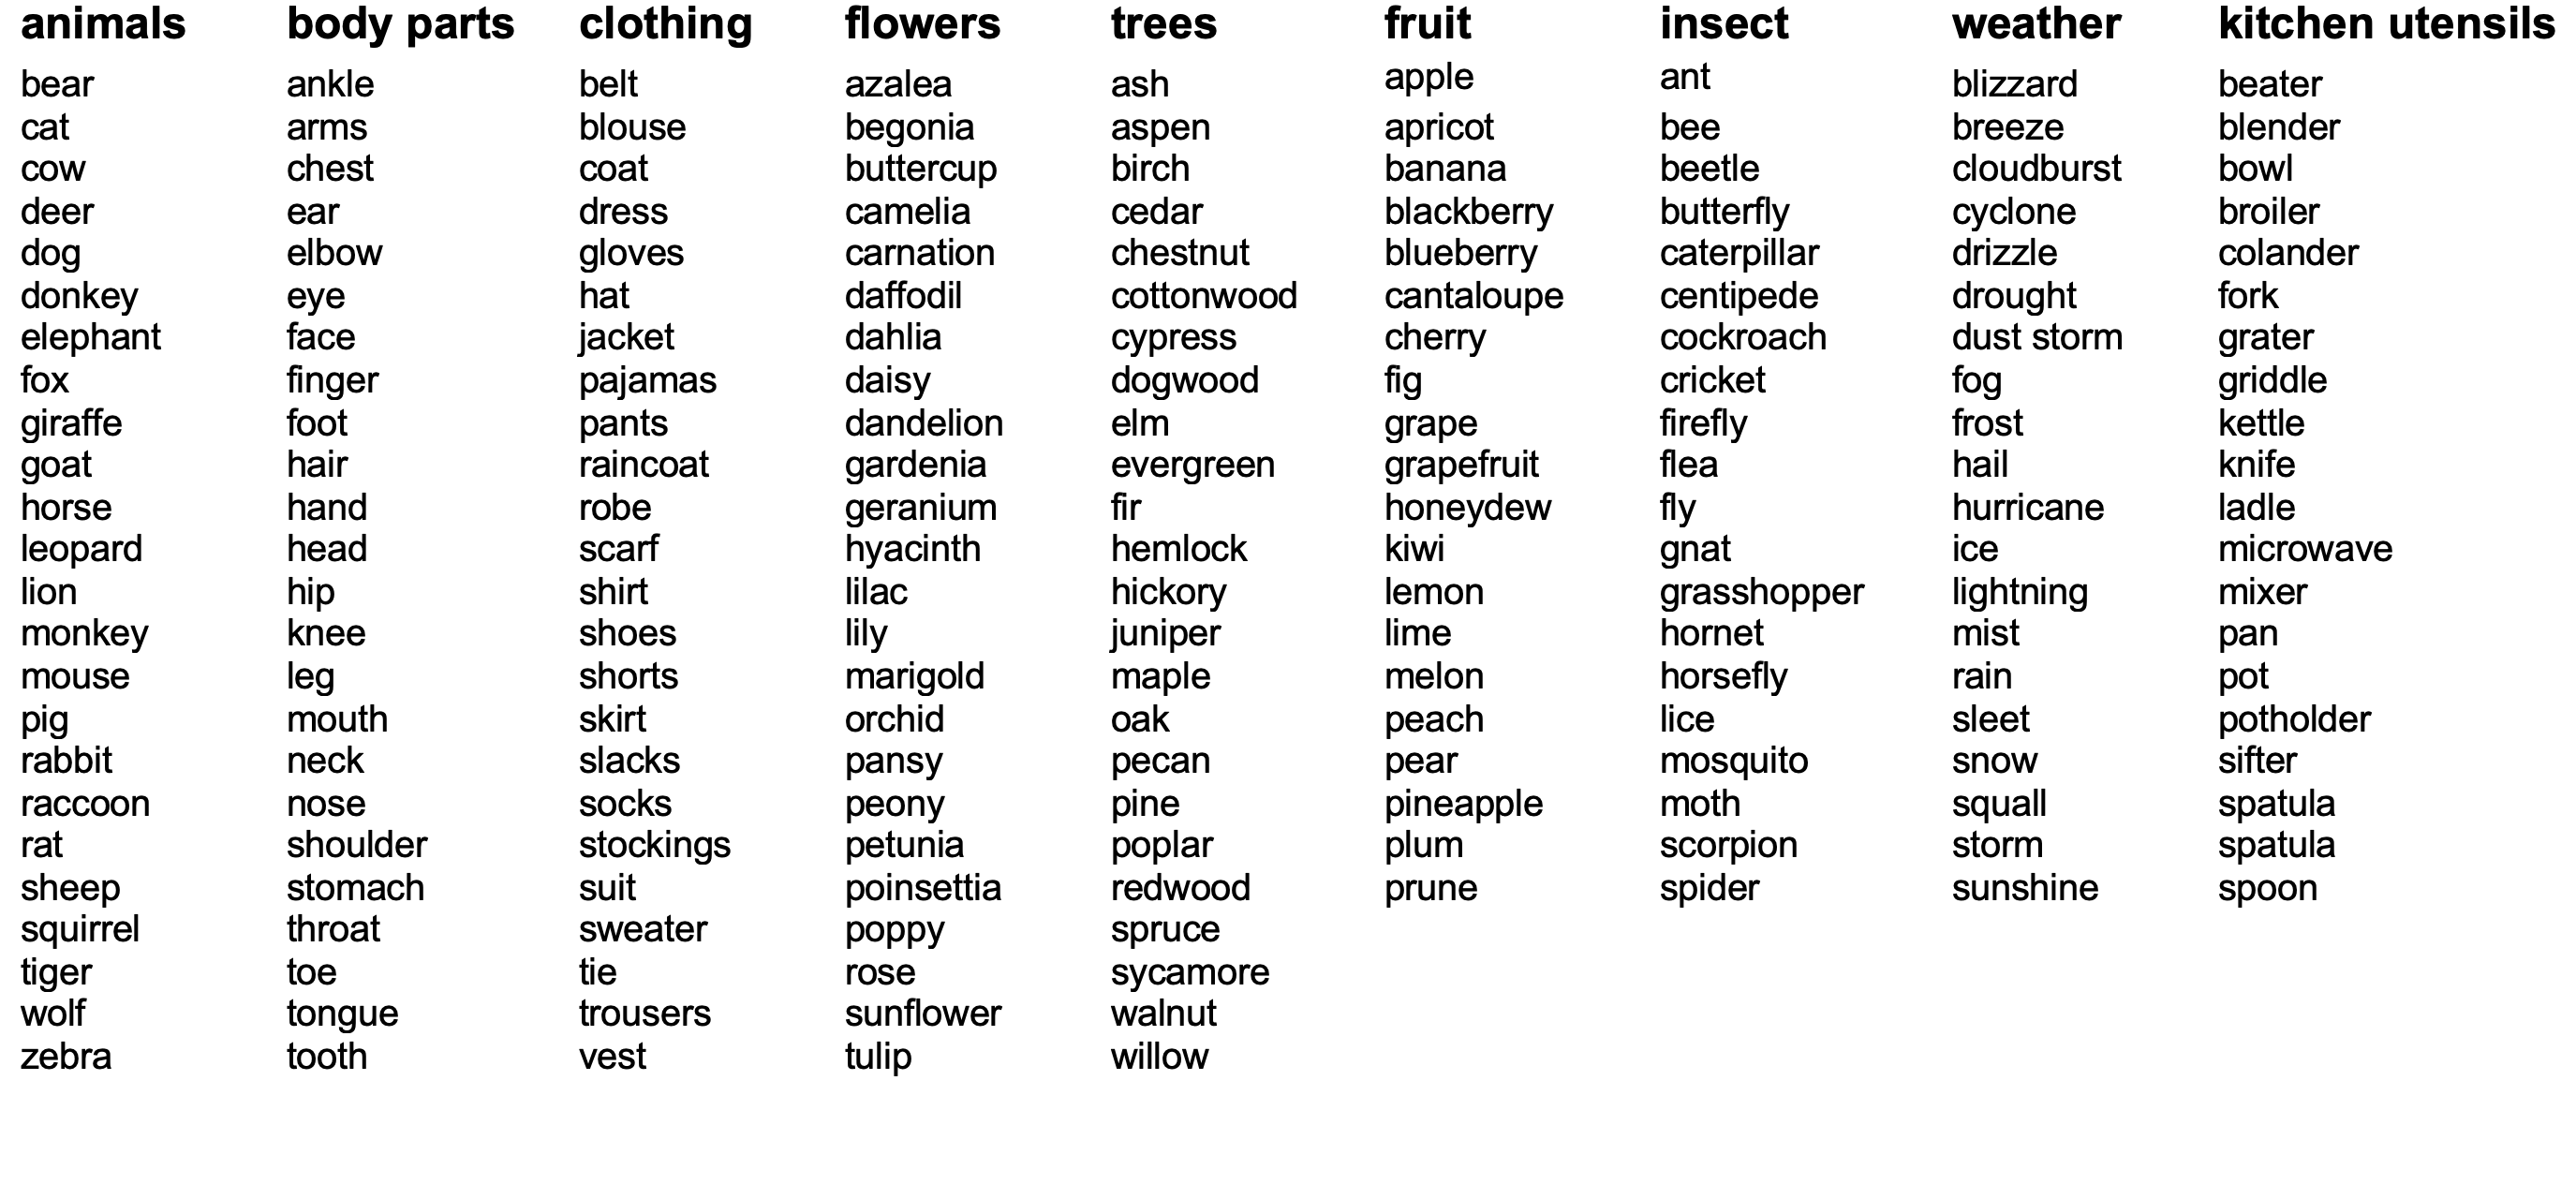 animals body parts clothing flowers trees fruit insect weather kitchen utensils
bear ankle belt azalea ash apple ant blizzard beater
cat arms blouse begonia aspen apricot bee breeze blender
cow chest coat buttercup birch banana beetle cloudburst bowl
deer ear dress camelia cedar blackberry butterfly cyclone broiler
dog elbow gloves carnation chestnut blueberry caterpillar drizzle colander
donkey eye hat daffodil cottonwood cantaloupe centipede drought fork
elephant face jacket dahlia cypress cherry cockroach dust storm grater
fox finger pajamas daisy dogwood fig cricket fog griddle
giraffe foot pants dandelion elm grape firefly frost kettle
goat hair raincoat gardenia evergreen grapefruit flea hail knife
horse hand robe geranium fir honeydew fly hurricane ladle
leopard head scarf hyacinth hemlock kiwi gnat ice microwave
lion hip shirt lilac hickory lemon grasshopper lightning mixer
monkey knee shoes lily juniper lime hornet mist pan
mouse leg shorts marigold maple melon horsefly rain pot
pig mouth skirt orchid oak peach lice sleet potholder
rabbit neck slacks pansy pecan pear mosquito snow sifter
raccoon nose socks peony pine pineapple moth squall spatula
rat shoulder stockings petunia poplar plum scorpion storm spatula
sheep stomach suit poinsettia redwood prune spider sunshine spoon
squirrel throat sweater poppy spruce
tiger toe tie rose sycamore
wolf tongue trousers sunflower walnut
zebra tooth vest tulip willow